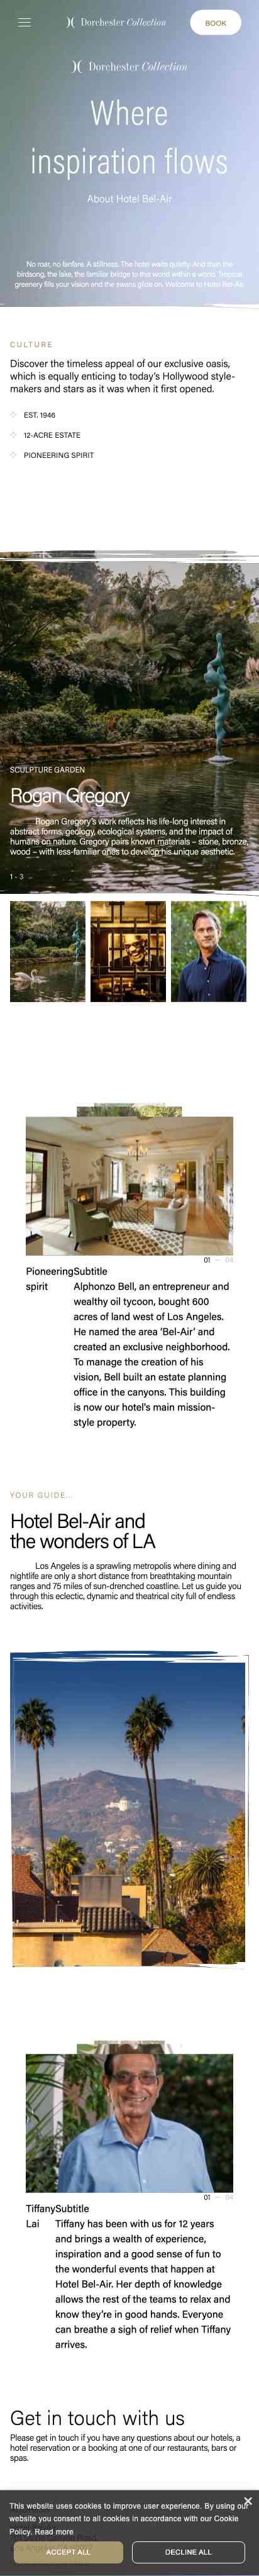 Dorchester Collection
BOOK
Dorchester Collection
Where
inspiration flows
About Hotel Bel-Air
No roar, no fanfare. A stillness. The hotel waits quietly. And then the
birdsong, the lake, the familiar bridge to this world within a world. Tropical
greenery fills your vision and the swans glide on. Welcome to Hotel Bel-Air.
CULTURE
Discover the timeless appeal of our exclusive oasis,
which is equally enticing to today's Hollywood style-
makers and stars as it was when it first opened.
EST. 1946
12-ACRE ESTATE
PIONEERING SPIRIT
SCULPTURE GARDEN
Rogan Gregory
Rogan Gregory's work reflects his life-long interest in
abstract forms, geology, ecological systems, and the impact of
humans on nature. Gregory pairs known materials – stone, bronze,
wood – with less-familiar ones to develop his unique aesthetic.
1 - 3
01 — 04
PioneeringSubtitle
spirit Alphonzo Bell, an entrepreneur and
wealthy oil tycoon, bought 600
acres of land west of Los Angeles.
He named the area 'Bel-Air' and
created an exclusive neighborhood.
To manage the creation of his
vision, Bell built an estate planning
office in the canyons. This building
is now our hotel's main mission-
style property.
YOUR GUIDE...
Hotel Bel-Air and
the wonders of LA
Los Angeles is a sprawling metropolis where dining and
nightlife are only a short distance from breathtaking mountain
ranges and 75 miles of sun-drenched coastline. Let us guide you
through this eclectic, dynamic and theatrical city full of endless
activities.
01 — 04
TiffanySubtitle
Lai Tiffany has been with us for 12 years
and brings a wealth of experience,
inspiration and a good sense of fun to
the wonderful events that happen at
Hotel Bel-Air. Her depth of knowledge
allows the rest of the teams to relax and
know they're in good hands. Everyone
can breathe a sigh of relief when Tiffany
arrives.
Get in touch with us
Please get in touch if you have any questions about our hotels, a
hotel reservation or a booking at one of our restaurants, bars or
spas.
This website uses cookies to improve user experience. By using our
website you consent to all cookies in accordance with our Cookie
Policy. Read more
ACCEPT ALL
DECLINE ALL